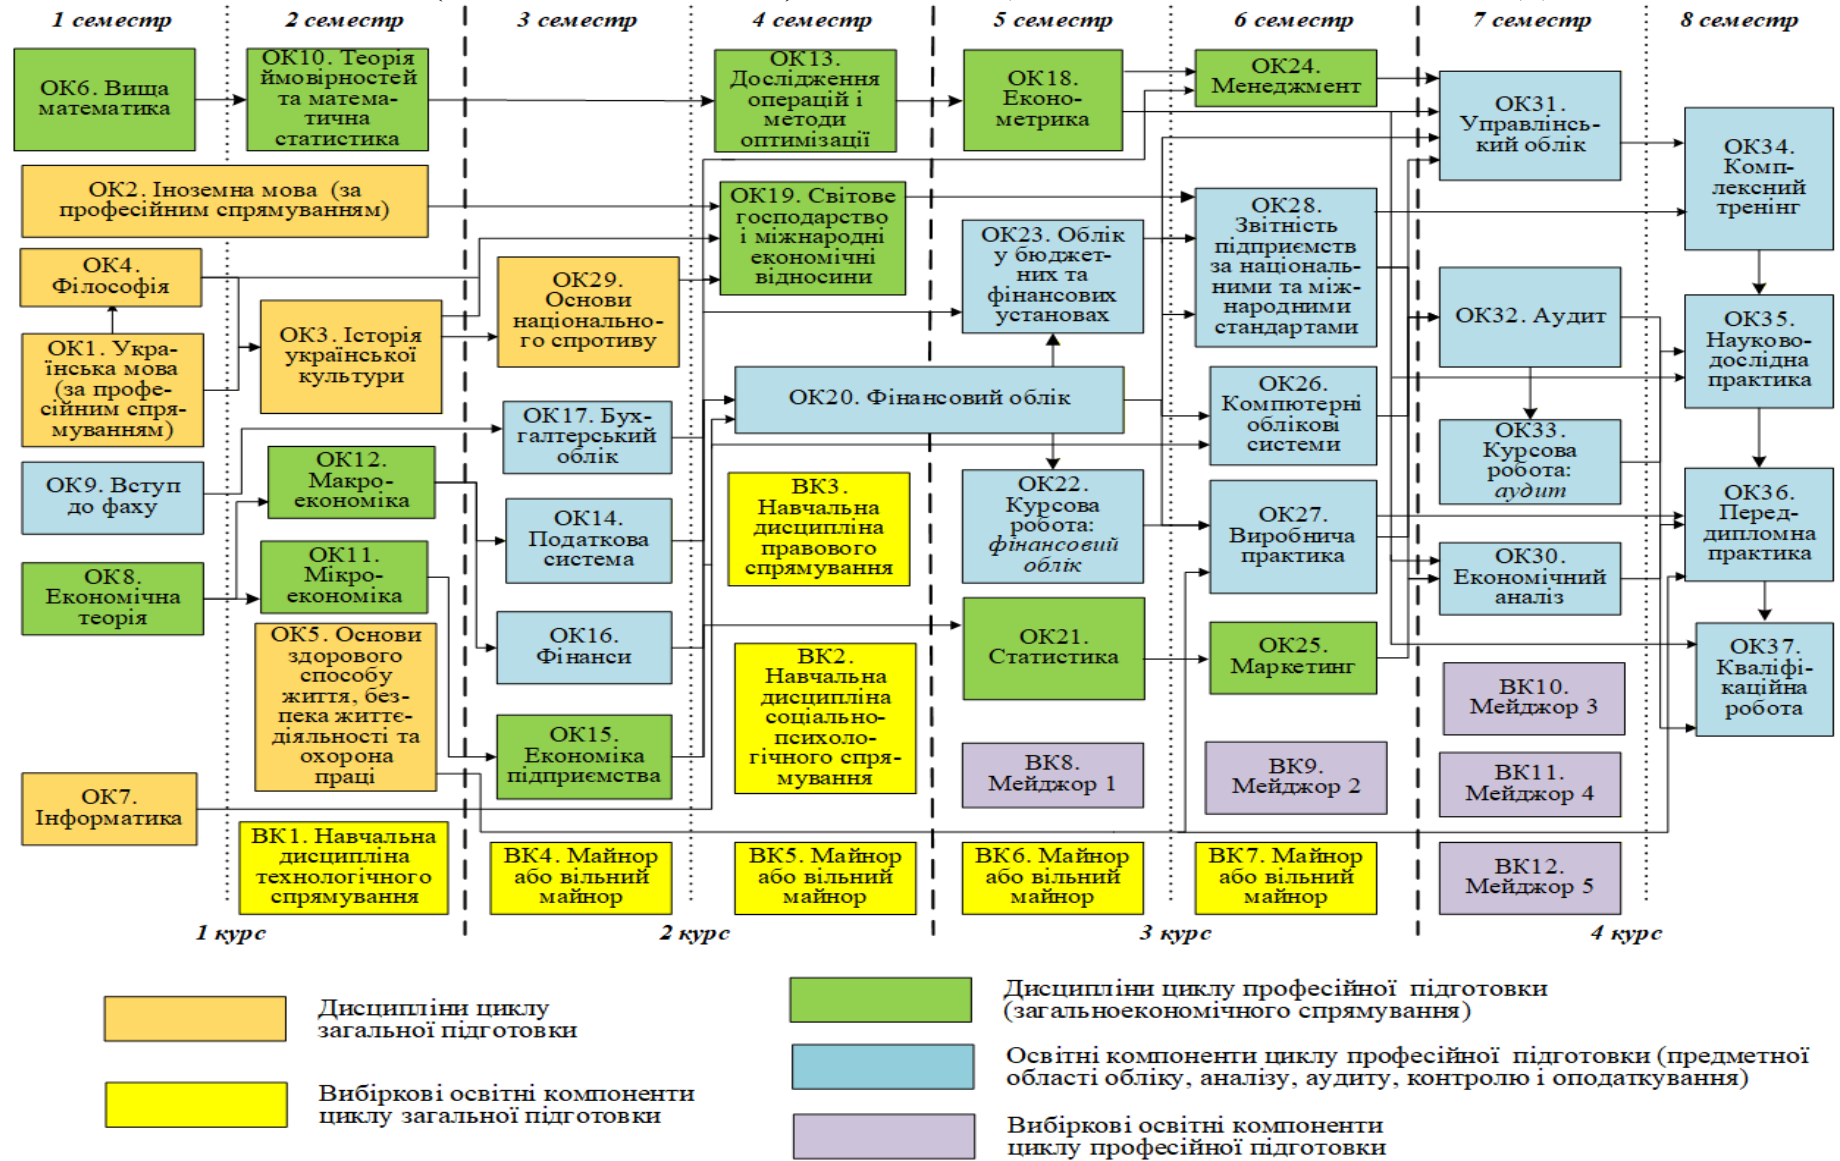 1 семестр
2 семестр
3 семестр
4 семестр
5 семестр
6 семестр
7 семестр
8 семестр
ОК6. Вища
математика
ОК10. Теорія
ймовірностей
та матема-
тична
статистика
ОК13.
Дослідження
операцій і
методи
оптимізації
ОК18.
Еконо-
метрика
ОК24.
Менеджмент
ОК31.
Управлінсь-
кий облік
ОК34.
Комп-
лексний
тренінг
ОК2. Іноземна мова (за
професійним спрямуванням)
ОК19. Світове
господарство
і міжнародні
економічні
відносини
ОК28.
Звітність
підприємств
за національ-
ними та між-
народними
стандартами
ОК23. Облік
у бюджет-
них та
фінансових
установах
ОК4.
Філософія
ОК29.
Основи
національно-
го спротиву
ОК3. Історія
української
культури
ОК32. Аудит
ОК35.
Науково-
дослідна
практика
ОК1. Укра-
їнська мова
(за профе-
сійним спря-
муванням)
ОК20. Фінансовий облік
ОК26.
Компютерні
облікові
системи
ОК17. Бух-
галтерський
облік
ОК33.
Курсова
робота:
аудит
ОК9. Вступ
до фаху
ОК12.
Макро-
економіка
ВК3.
Навчальна
дисципліна
правового
спрямування
ОК22.
Курсова
робота:
фінансовий
облік
ОК27.
Виробнича
практика
ОК36.
Перед-
дипломна
практика
ОК14.
Податкова
система
ОК11.
Мікро-
економіка
ОК30.
Економічний
аналіз
ОК8.
Економічна
теорія
ОК16.
Фінанси
ОК21.
Статистика
ОК25.
Маркетинг
ОК37.
Кваліфі-
каційна
робота
ОК5. Основи
здорового
способу
життя, без-
пека життє-
діяльності та
охорона
праці
ВК2.
Навчальна
дисципліна
соціально-
психоло-
гічного спря-
мування
ВК10.
Мейджор 3
ОК15.
Економіка
підприємства
ВК8.
Мейджор 1
ВК9.
Мейджор 2
ВК11.
Мейджор 4
ОК7.
Інформатика
ВК1. Навчальна
дисципліна
технологічного
спрямування
ВК4. Майнор
або вільний
майнор
ВК5. Майнор
або вільний
майнор
ВК6. Майнор
або вільний
майнор
ВК7. Майнор
або вільний
майнор
ВК12.
Мейджор 5
1 курс
2 курс
3 курс
4 курс
Дисципліни циклу
загальної підготовки
Вибіркові освітні компоненти
циклу загальної підготовки
Дисципліни циклу професійної підготовки
(загальноекономічного спрямування)
Освітні компоненти циклу професійної підготовки (предметної
області обліку, аналізу, аудиту, контролю і оподаткування)
Вибіркові освітні компоненти
циклу професійної підготовки